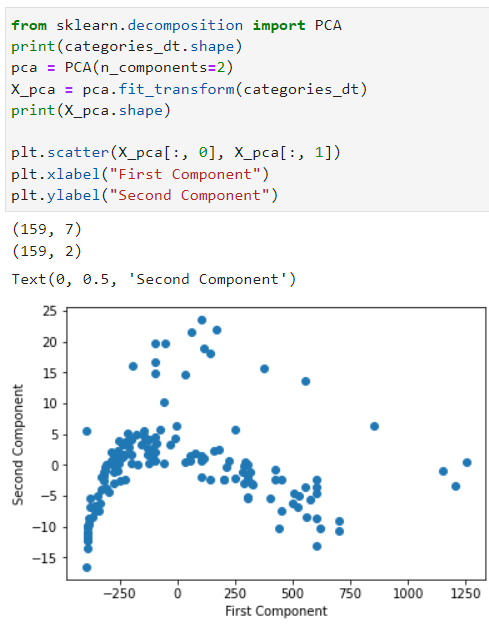 from sklearn.decomposition import PCA
print(categories_dt.shape)
pca = PCA(n_components=2)
X_pca = pca.fit_transform(categories_dt)
print(X_pca.shape)
plt.scatter(X_pca[:, 0], X_pca[:, 1])
plt.xlabel("First Component")
plt.ylabel("Second Component")
(159, 7)
(159, 2)
Text(0, 0.5, 'Second Component')
25
20
15
10
5
0
−5
−10
−15
Second Component
−250
0
250
500
750
1000
1250
First Component